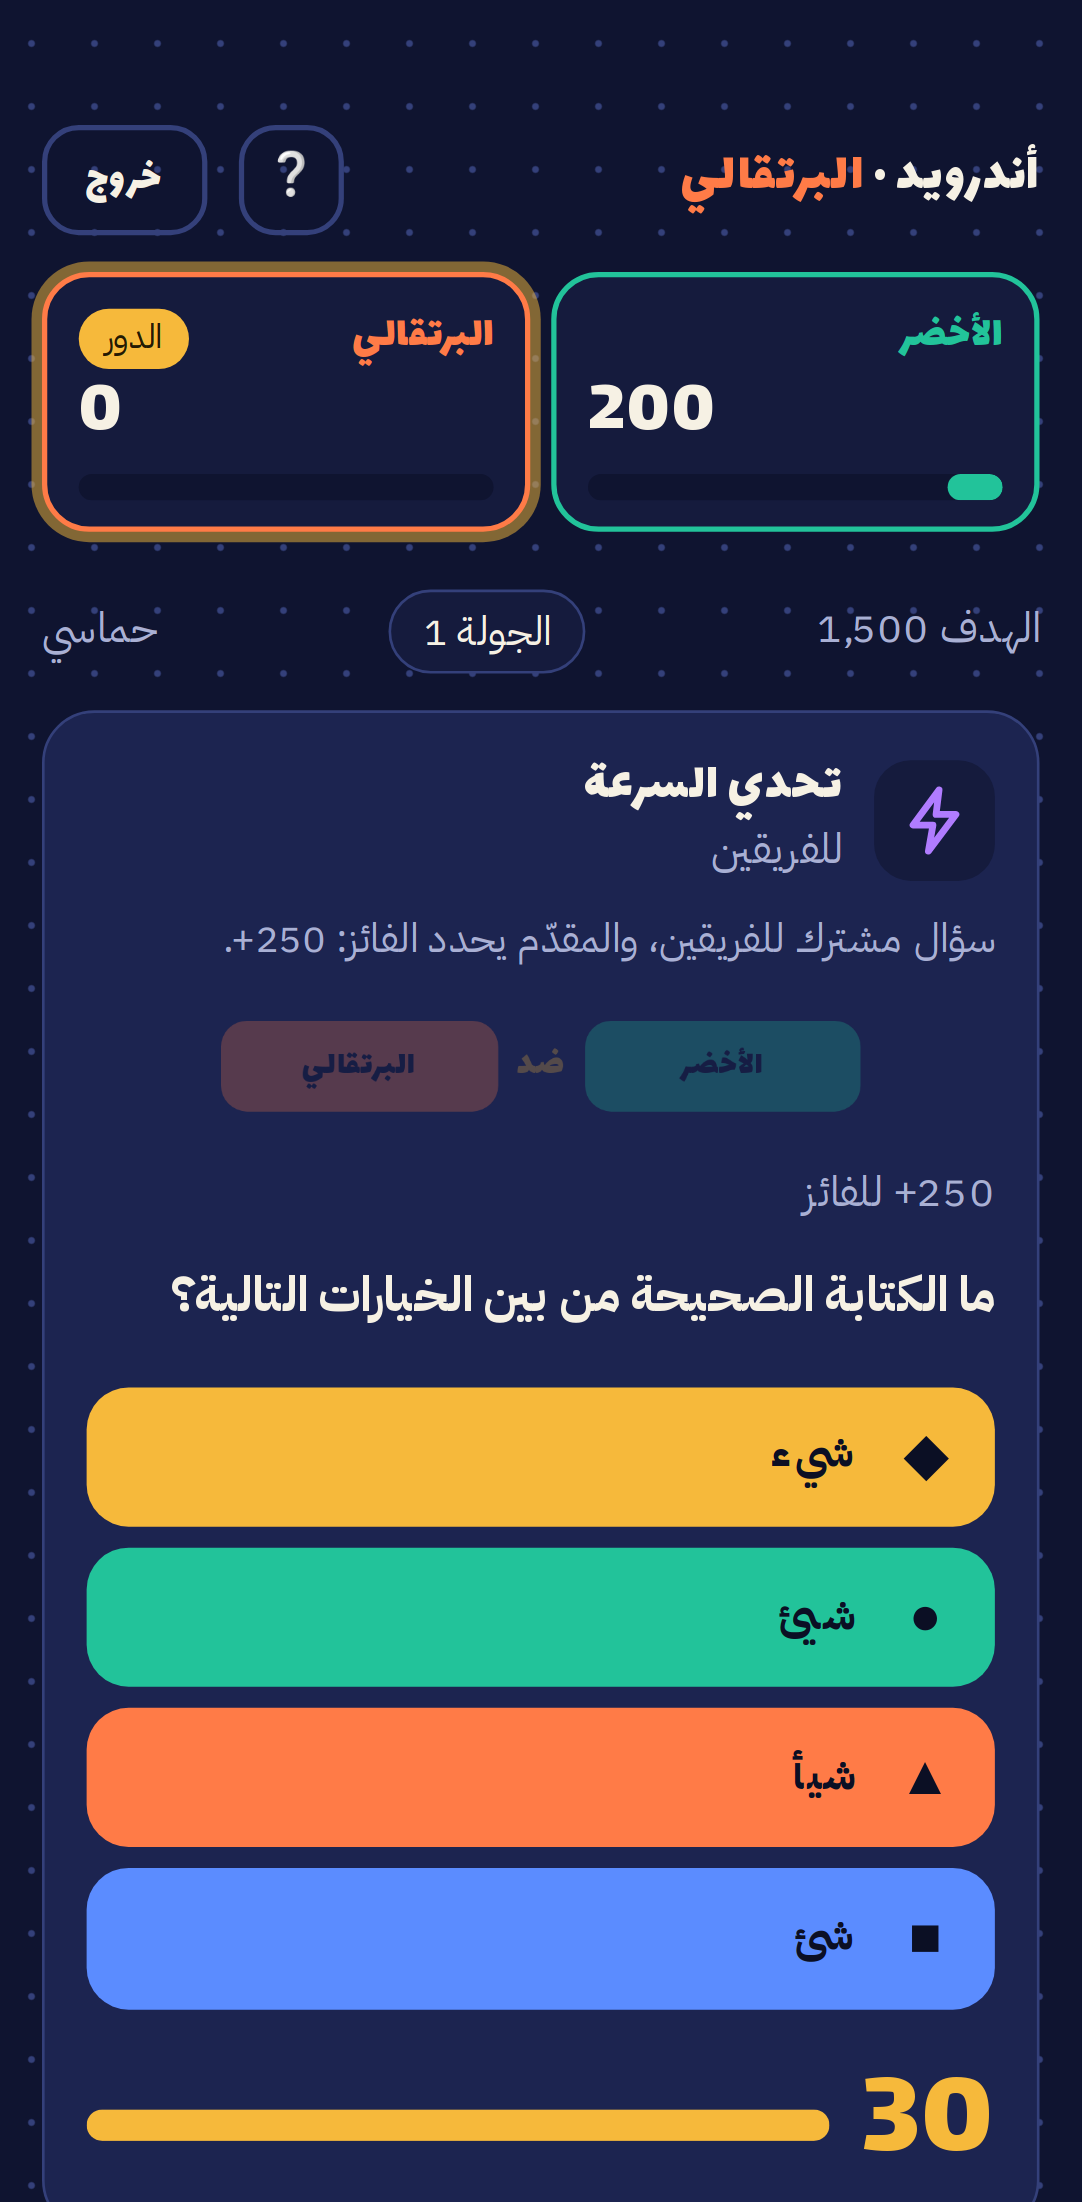 أندرويد · البرتقالي
❔
خروج
الأخضر
200
البرتقالي
الدور
0
الهدف 1,500
الجولة 1
حماسي
تحدي السرعة
للفريقين
سؤال مشترك للفريقين، والمقدّم يحدد الفائز: 250+.
الأخضر ضد البرتقالي
250+ للفائز
ما الكتابة الصحيحة من بين الخيارات التالية؟
◆ شيء
● شيئ
▲ شيأ
■ شئ
30